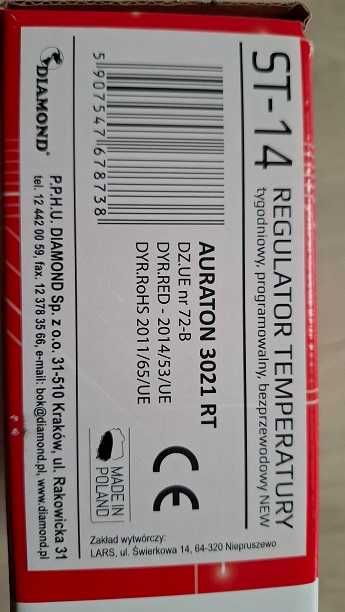 ST-14
REGULATOR TEMPERATURY
tygodniowy, programowalny, bezprzewodowy NEW
5 907547 678738
AURATON 3021 RT
DZ.UE nr 72-B
DYR.RED - 2014/53/UE
DYR.RoHS 2011/65/UE
CE
MADE IN
POLAND
Zakład wytwórczy:
LARS, ul. Świerkowa 14, 64-320 Niepruszewo
DIAMOND®
P.P.H.U. DIAMOND Sp. z o.o. 31-510 Kraków, ul. Rakowicka 31
tel. 12 442 00 59, fax. 12 378 35 66, e-mail: bok@diamond.pl, www.diamond.pl